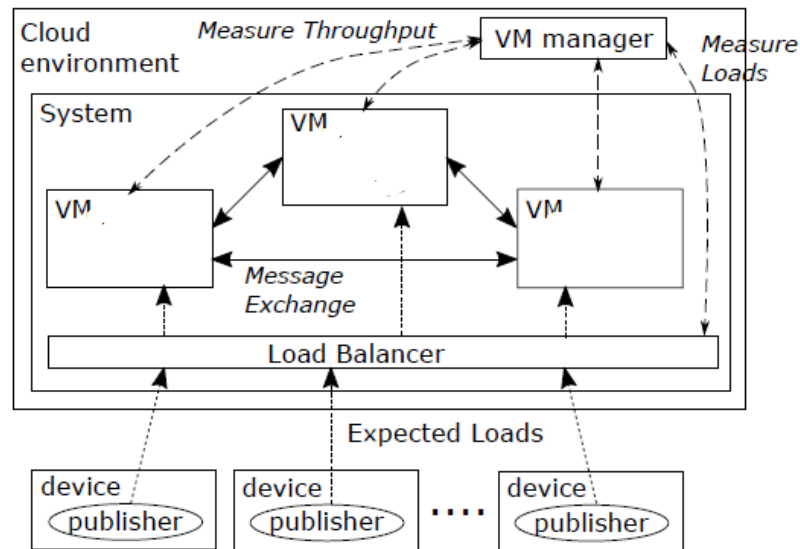 Cloud
environment
Measure Throughput
VM manager
Measure
Loads
System
VM
VM
VM
Message
Exchange
Load Balancer
Expected Loads
device
publisher
device
publisher
....
device
publisher